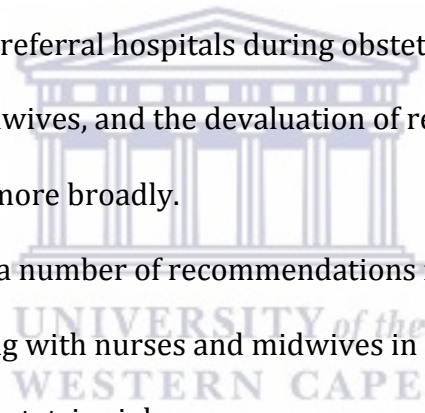 referral hospitals during obstet
wives, and the devaluation of re
more broadly.
a number of recommendations
UNIVERSITY of the
g with nurses and midwives in
WESTERN CAPE